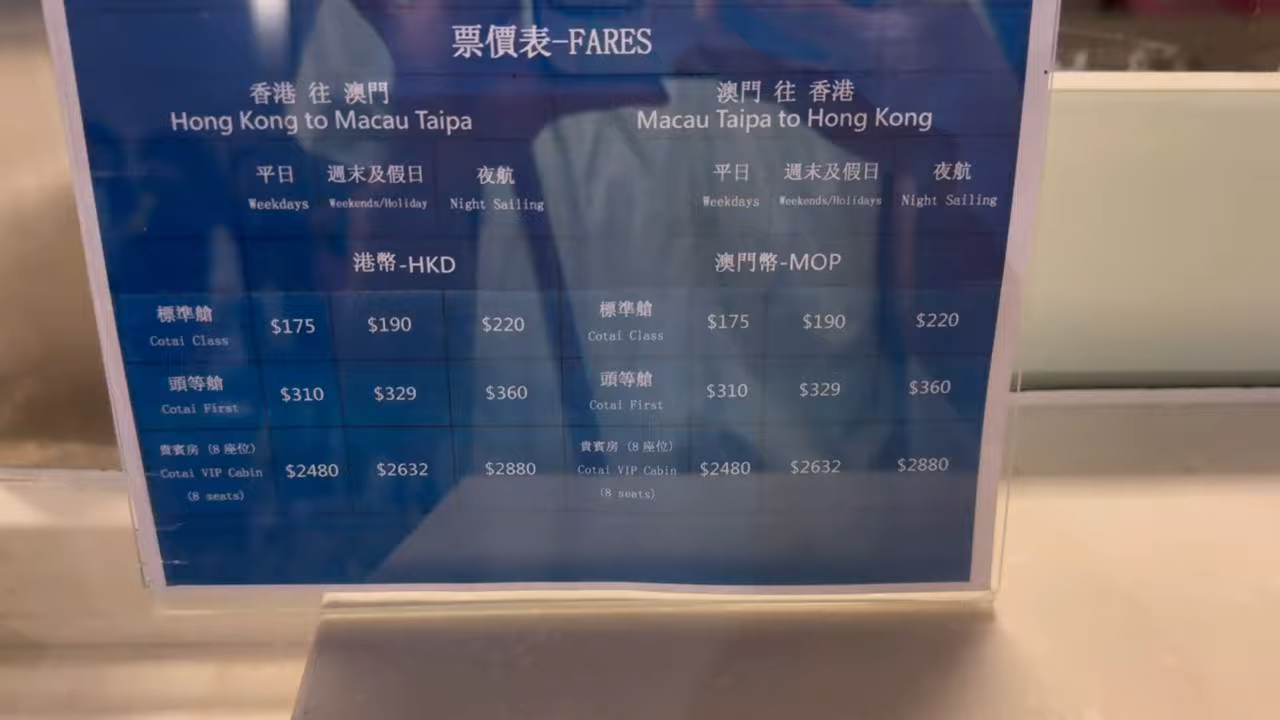 票價表-FARES
香港 往 澳門
Hong Kong to Macau Taipa
澳門 往 香港
Macau Taipa to Hong Kong
平日 週末及假日 夜航
Weekdays Weekends/Holiday Night Sailing
平日 週末及假日 夜航
Weekdays Weekends/Holidays Night Sailing
港幣-HKD
澳門幣-MOP
標準艙
Cotai Class
$175 $190 $220
標準艙
Cotai Class
$175 $190 $220
頭等艙
Cotai First
$310 $329 $360
頭等艙
Cotai First
$310 $329 $360
貴賓房 (8 座位)
Cotai VIP Cabin
(8 seats)
$2480 $2632 $2880
貴賓房 (8 座位)
Cotai VIP Cabin
(8 seats)
$2480 $2632 $2880